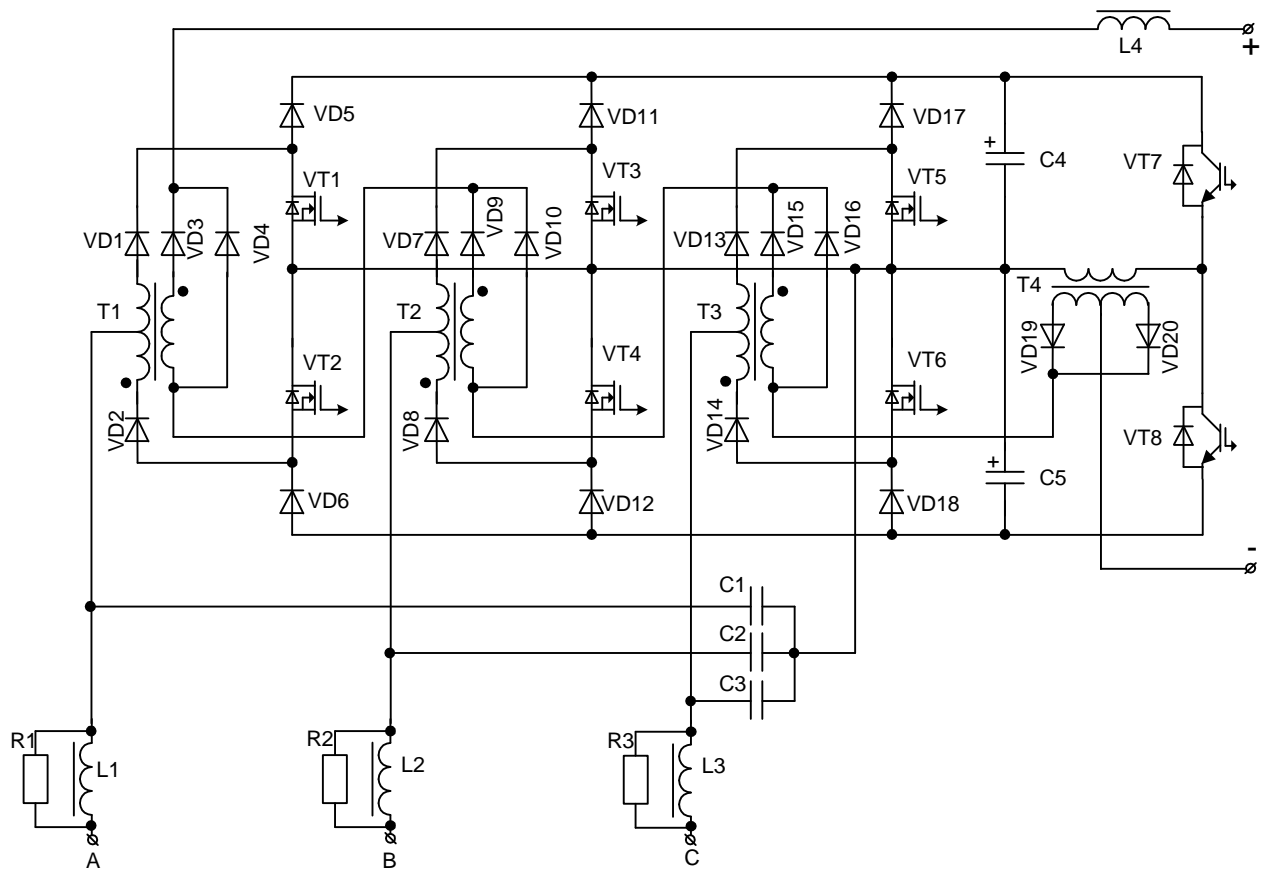 L4
+
VD5
VD11
VD17
+
C4
VT7
VT1
VT3
VT5
VD1
VD3
VD4
VD7
VD9
VD10
VD13
VD15
VD16
T1
T2
T3
T4
VD19
VD20
VT2
VT4
VT6
VD2
VD8
VD14
VT8
+
C5
VD6
VD12
VD18
-
C1
C2
C3
R1
L1
R2
L2
R3
L3
A
B
C